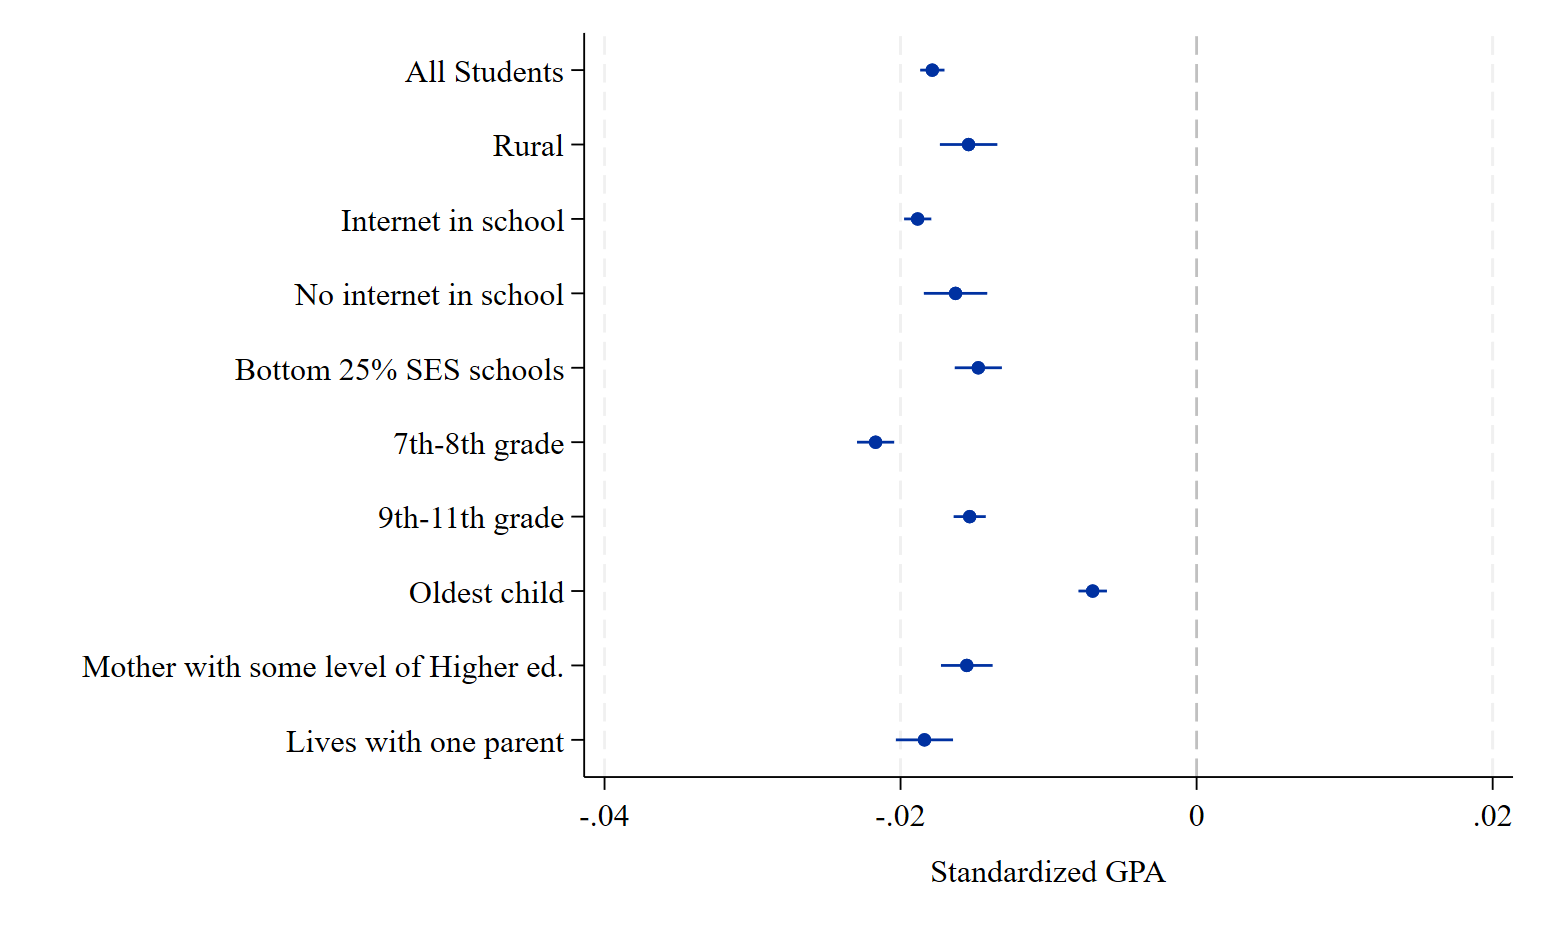 All Students
Rural
Internet in school
No internet in school
Bottom 25% SES schools
7th-8th grade
9th-11th grade
Oldest child
Mother with some level of Higher ed.
Lives with one parent
-.04 -.02 0 .02
Standardized GPA